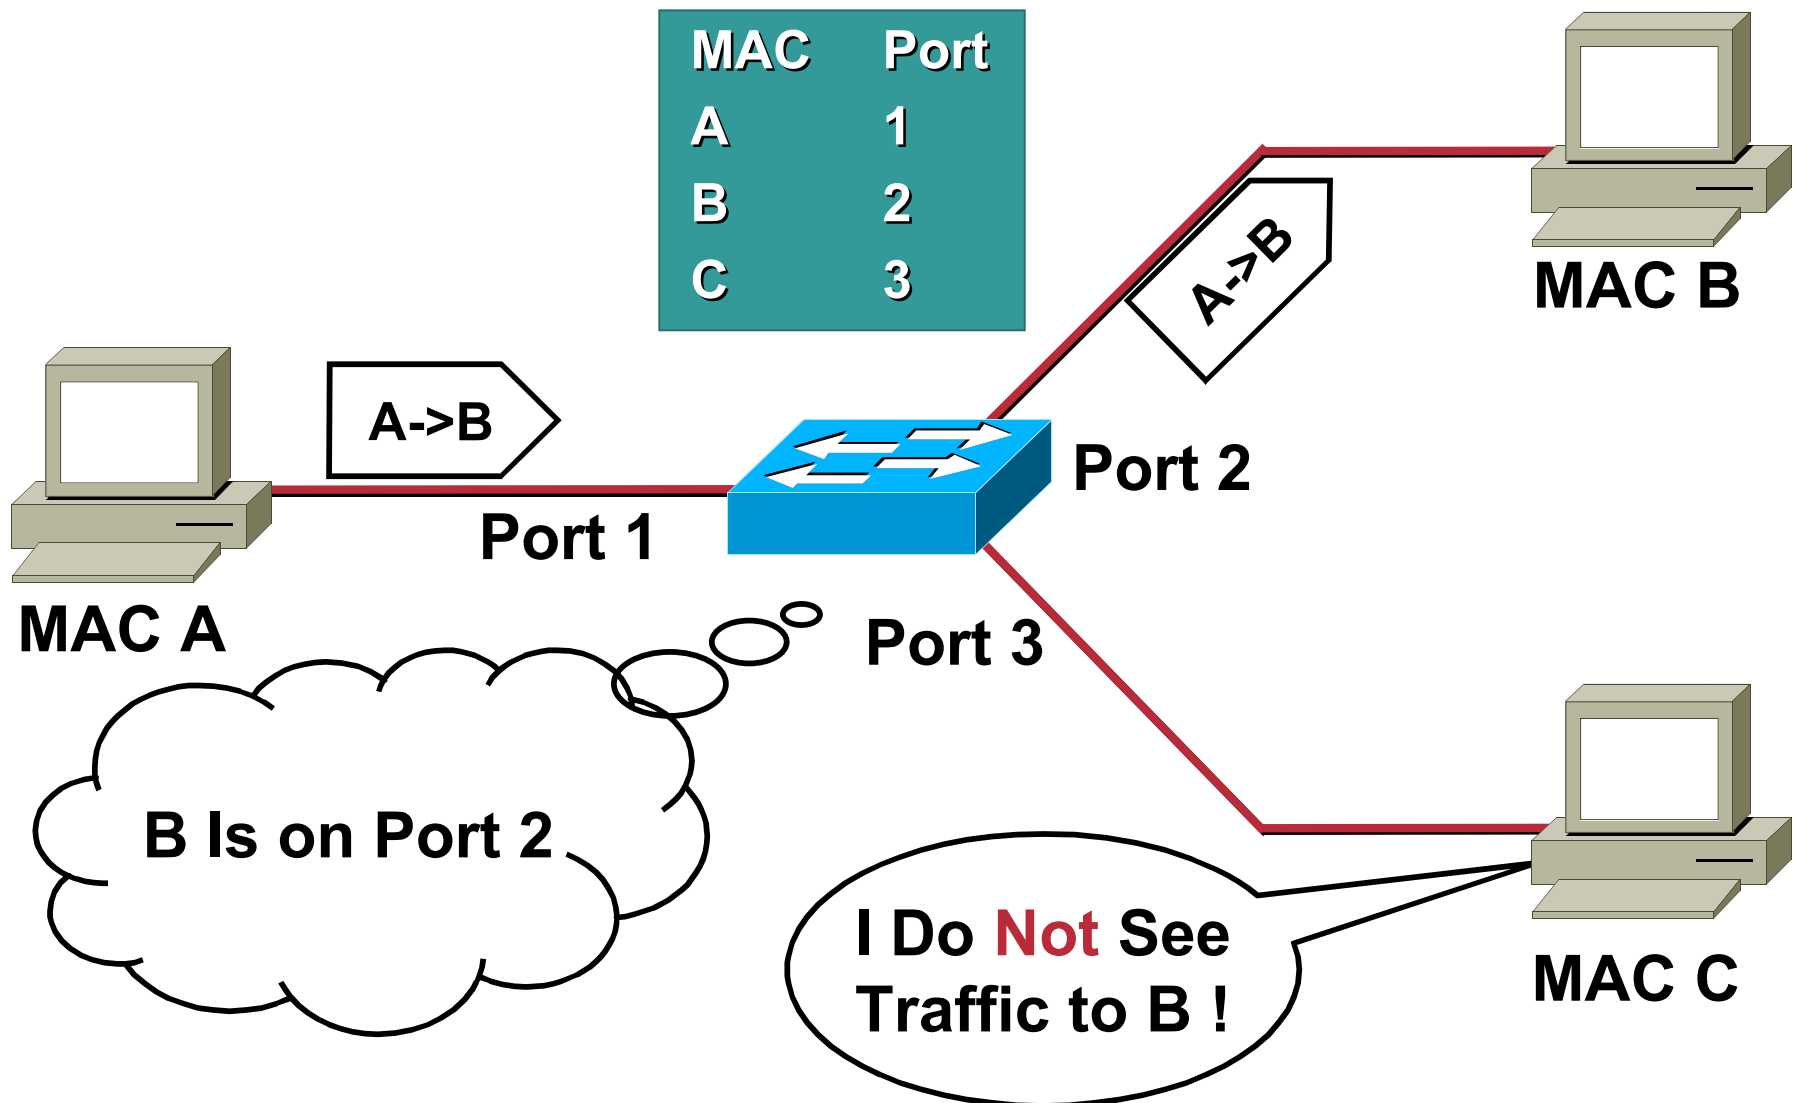 MAC Port
A 1
B 2
C 3
A->B
A->B
MAC B
Port 2
Port 1
MAC A
Port 3
B Is on Port 2
I Do Not See
Traffic to B !
MAC C